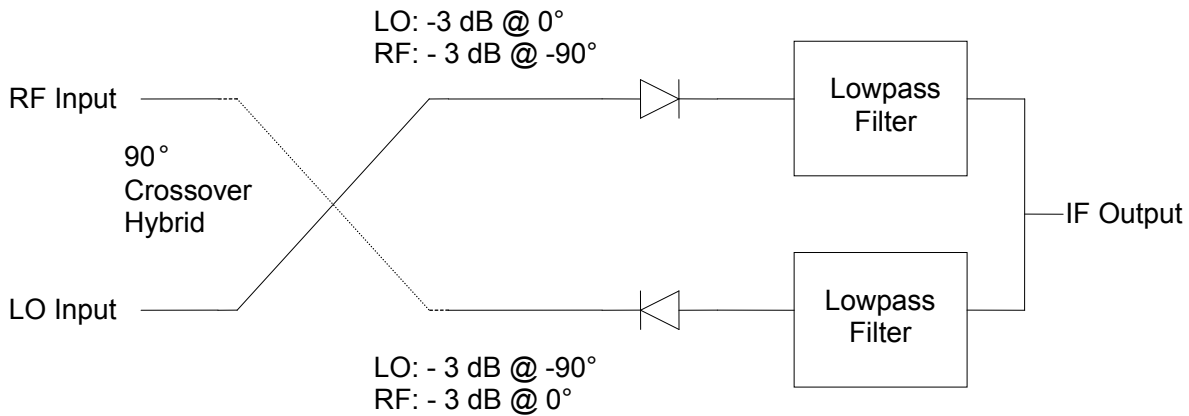 LO: -3 dB @ 0°
RF: - 3 dB @ -90°
RF Input
Lowpass
Filter
90°
Crossover
Hybrid
IF Output
LO Input
Lowpass
Filter
LO: - 3 dB @ -90°
RF: - 3 dB @ 0°